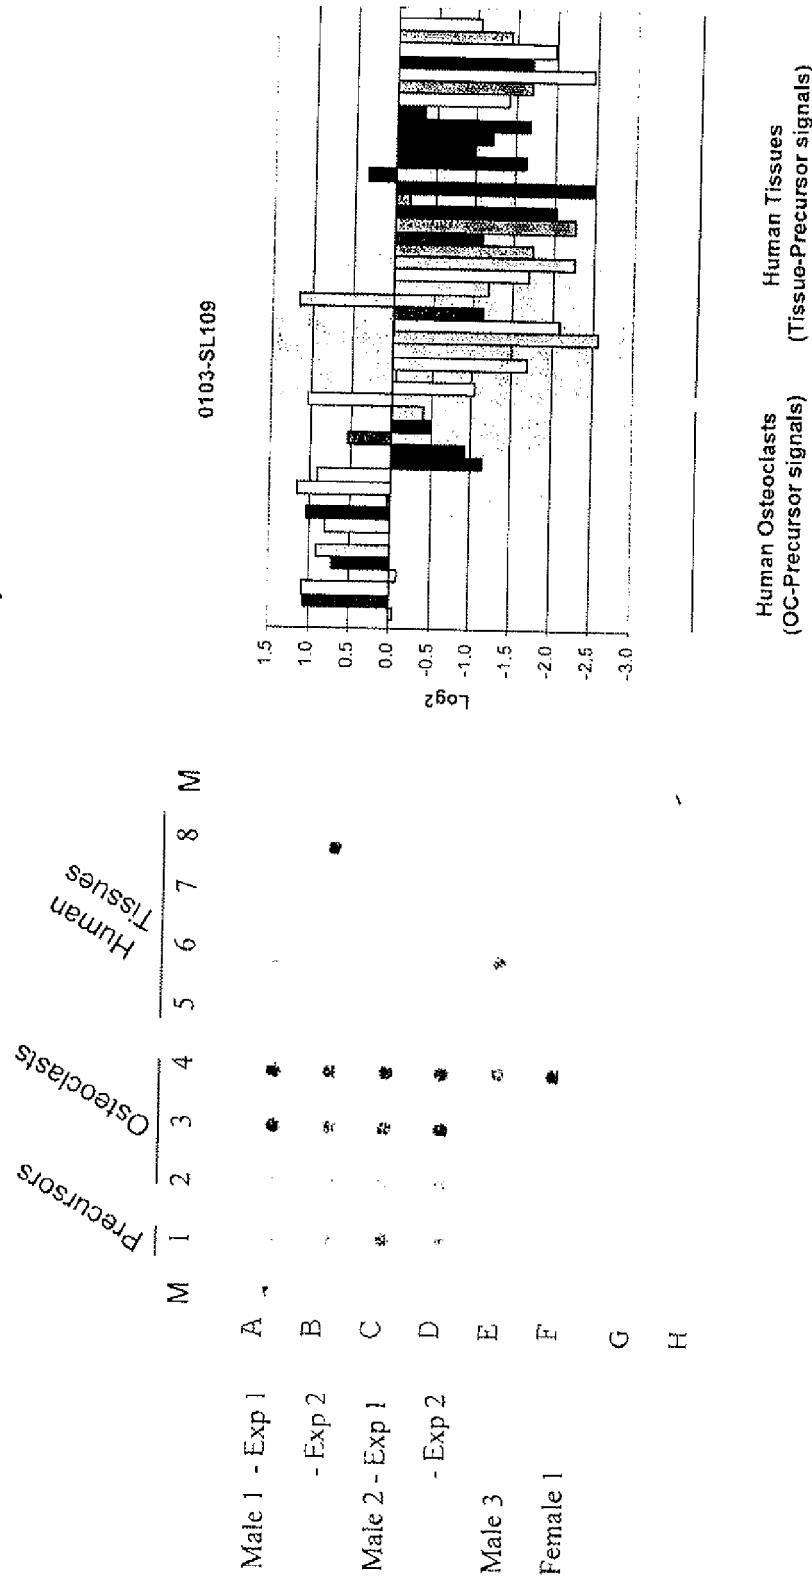 Precursors
Osteoclasts
Human
Tissues
M 1 2 3 4 5 6 7 8 M
Male 1 - Exp 1 A
- Exp 2 B
Male 2 - Exp 1 C
- Exp 2 D
Male 3 E
Female 1 F
G
H
0103-SL109
1.5
1.0
0.5
0.0
-0.5
-1.0
-1.5
-2.0
-2.5
-3.0
Log2
Human Osteoclasts
(OC-Precursor signals)
Human Tissues
(Tissue-Precursor signals)